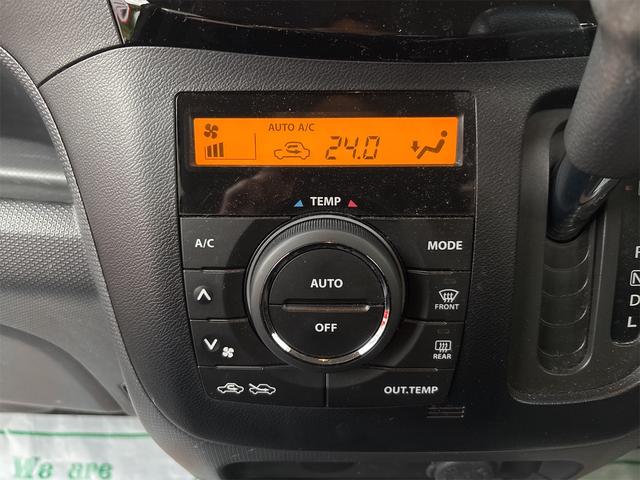 AUTO A/C
24.0
TEMP
A/C
MODE
AUTO
FRONT
OFF
REAR
OUT.TEMP
N
D
L
We are